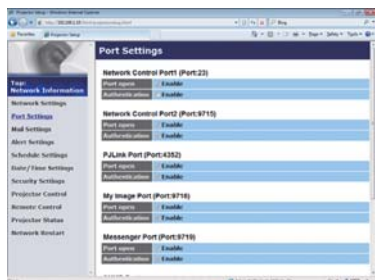 Port Settings
Top:
Network Information
Network Settings
Port Settings
Mail Settings
Alert Settings
Schedule Settings
Date/Time Settings
Security Settings
Projector Control
Remote Control
Projector Status
Network Restart
Network Control Port1 (Port:23)
Port open Enable
Authentication Enable
Network Control Port2 (Port:9715)
Port open Enable
Authentication Enable
PJLink Port (Port:4352)
Port open Enable
Authentication Enable
My Image Port (Port:9716)
Port open Enable
Authentication Enable
Messenger Port (Port:9719)
Port open Enable
Authentication Enable